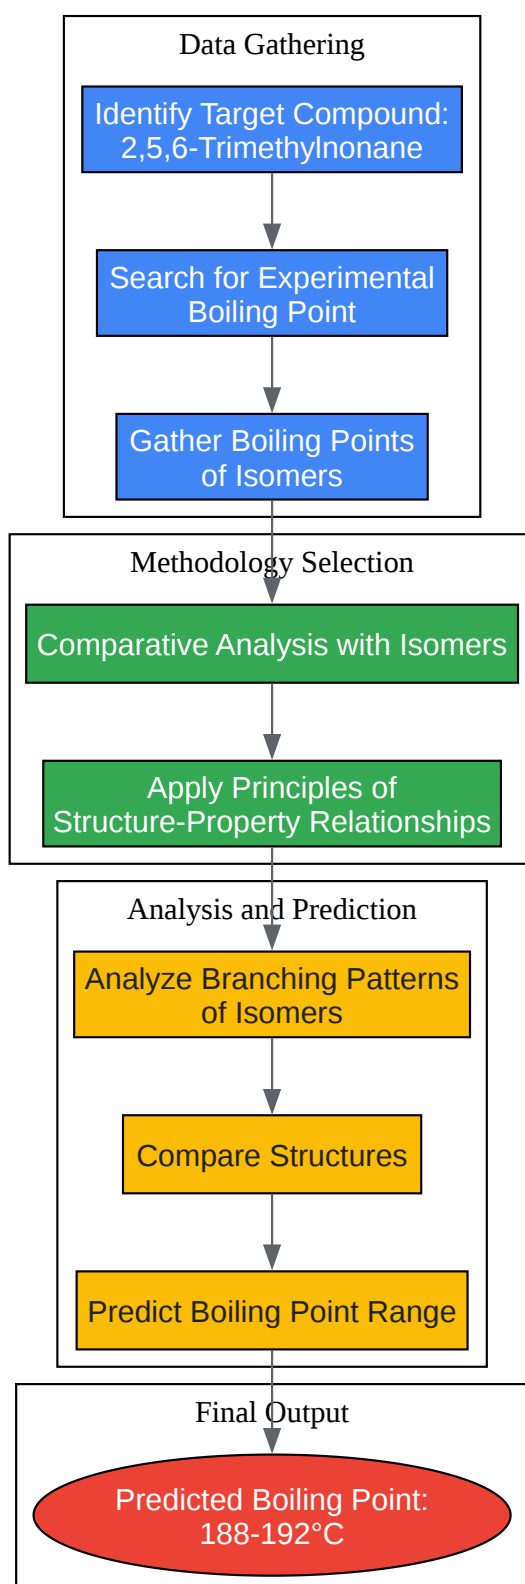 Data Gathering
Identify Target Compound:
2,5,6-Trimethylnonane
Search for Experimental
Boiling Point
Gather Boiling Points
of Isomers
Methodology Selection
Comparative Analysis with Isomers
Apply Principles of
Structure-Property Relationships
Analysis and Prediction
Analyze Branching Patterns
of Isomers
Compare Structures
Predict Boiling Point Range
Final Output
Predicted Boiling Point:
188-192°C